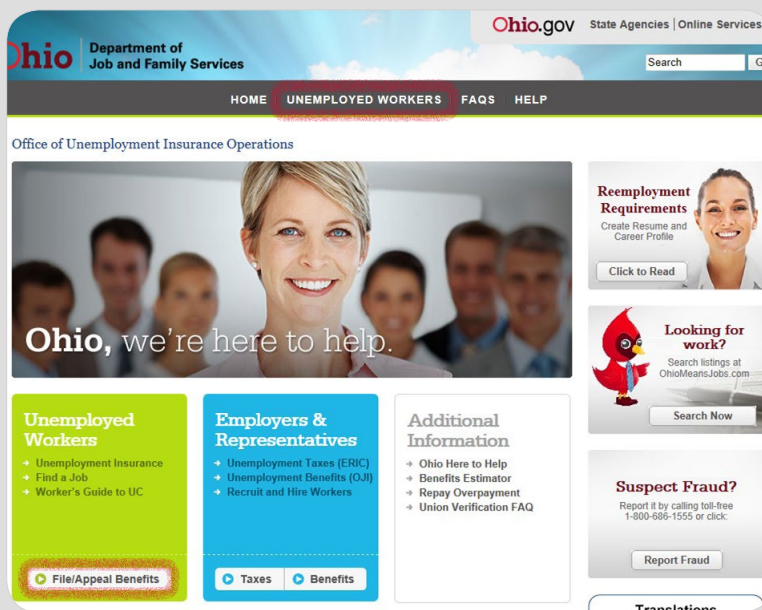 Ohio.gov State Agencies | Online Services
Ohio Department of
Job and Family Services
Search
HOME UNEMPLOYED WORKERS FAQS HELP
Office of Unemployment Insurance Operations
Ohio, we're here to help.
Reemployment
Requirements
Create Resume and
Career Profile
Click to Read
Looking for
work?
Search listings at
OhioMeansJobs.com
Search Now
Unemployed
Workers
Unemployment Insurance
Find a Job
Worker's Guide to UC
File/Appeal Benefits
Employers &
Representatives
Unemployment Taxes (ERIC)
Unemployment Benefits (OJI)
Recruit and Hire Workers
Taxes Benefits
Additional
Information
Ohio Here to Help
Benefits Estimator
Repay Overpayment
Union Verification FAQ
Suspect Fraud?
Report it by calling toll-free
1-800-686-1555 or click:
Report Fraud
Translations